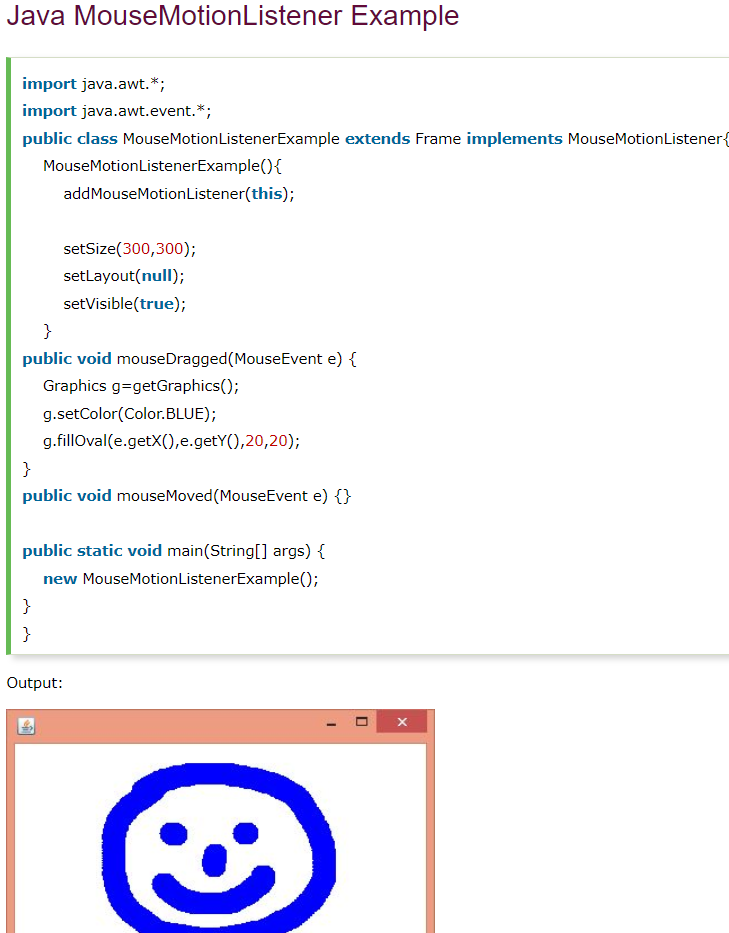 Java MouseMotionListener Example
import java.awt.*;
import java.awt.event.*;
public class MouseMotionListenerExample extends Frame implements MouseMotionListener{
MouseMotionListenerExample(){
addMouseMotionListener(this);
setSize(300,300);
setLayout(null);
setVisible(true);
}
public void mouseDragged(MouseEvent e) {
Graphics g=getGraphics();
g.setColor(Color.BLUE);
g.fillOval(e.getX(),e.getY(),20,20);
}
public void mouseMoved(MouseEvent e) {}
public static void main(String[] args) {
new MouseMotionListenerExample();
}
}
Output: